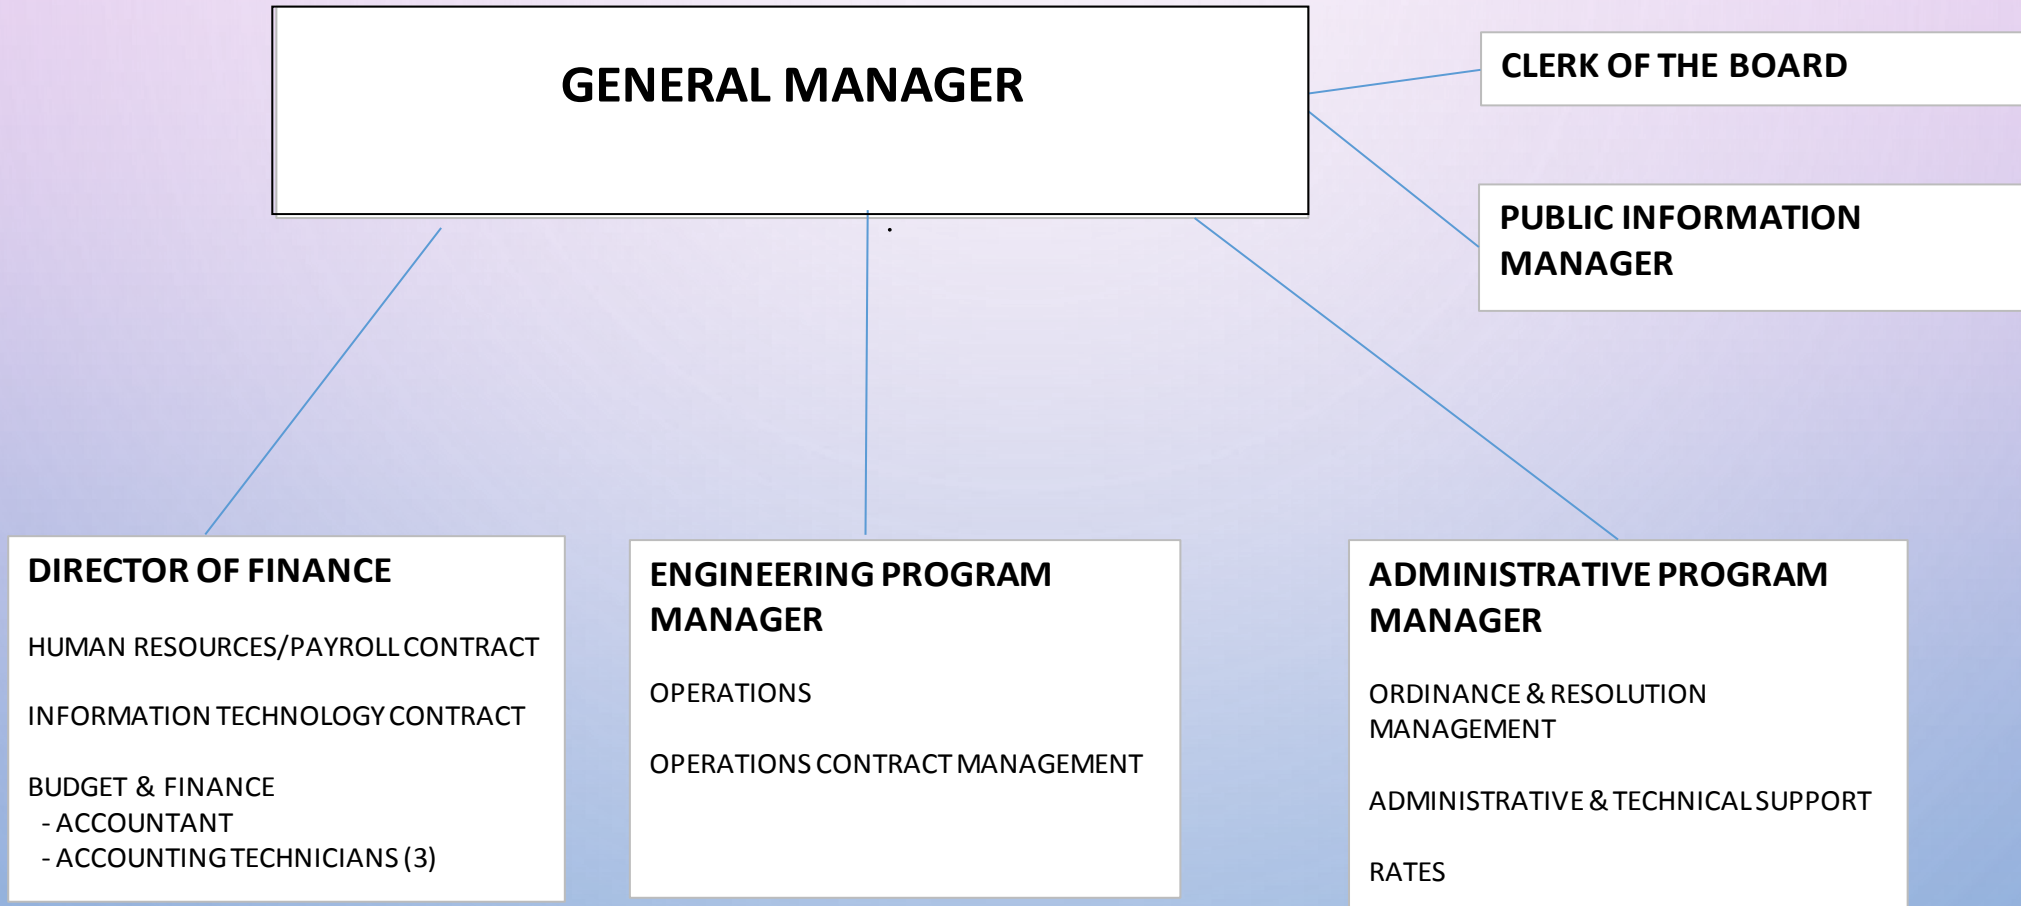 GENERAL MANAGER
.
CLERK OF THE BOARD
PUBLIC INFORMATION
MANAGER
DIRECTOR OF FINANCE
HUMAN RESOURCES/PAYROLL CONTRACT
INFORMATION TECHNOLOGY CONTRACT
BUDGET & FINANCE
- ACCOUNTANT
- ACCOUNTING TECHNICIANS (3)
ENGINEERING PROGRAM
MANAGER
OPERATIONS
OPERATIONS CONTRACT MANAGEMENT
ADMINISTRATIVE PROGRAM
MANAGER
ORDINANCE & RESOLUTION
MANAGEMENT
ADMINISTRATIVE & TECHNICAL SUPPORT
RATES